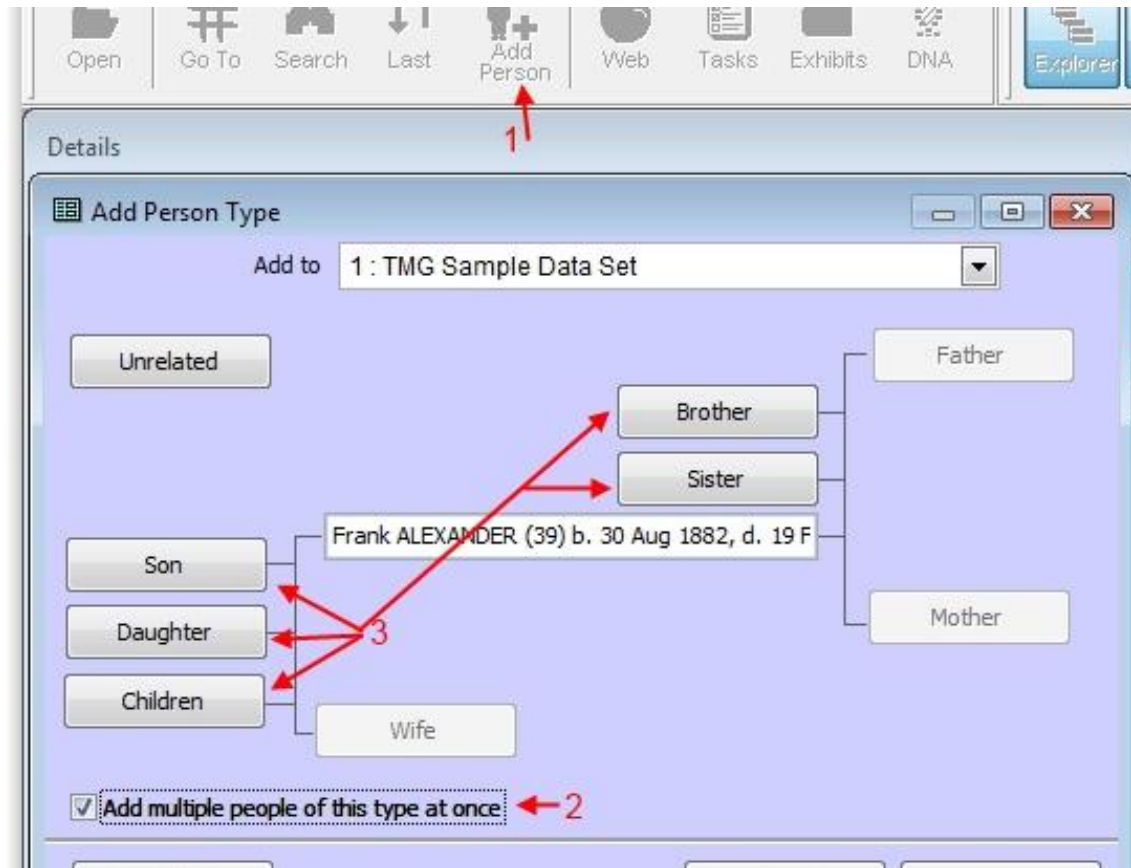 Open Go To Search Last Add Person Web Tasks Exhibits DNA Explorer
1
Details
Add Person Type
Add to 1 : TMG Sample Data Set
Unrelated
Father
Brother
Sister
Frank ALEXANDER (39) b. 30 Aug 1882, d. 19 F
Son
Daughter
3
Mother
Children
Wife
Add multiple people of this type at once 2